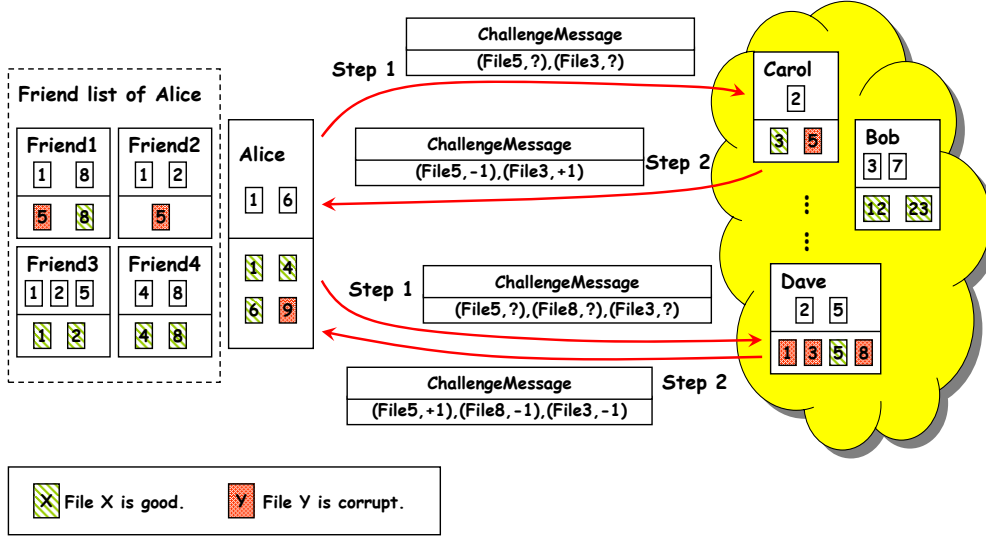 ChallengeMessage
(File5,?),(File3,?)
Step 1
Carol
2
3 5
Friend list of Alice
Friend1
1 8
5 8
Friend2
1 2
5
Friend3
1 2 5
1 2
Friend4
4 8
4 8
Alice
1 6
1 4
6 9
ChallengeMessage
(File5,-1),(File3,+1)
Step 2
Bob
3 7
12 23
Step 1
ChallengeMessage
(File5,?),(File8,?),(File3,?)
Dave
2 5
1 3 5 8
ChallengeMessage
(File5,+1),(File8,-1),(File3,-1)
Step 2
X File X is good.
Y File Y is corrupt.